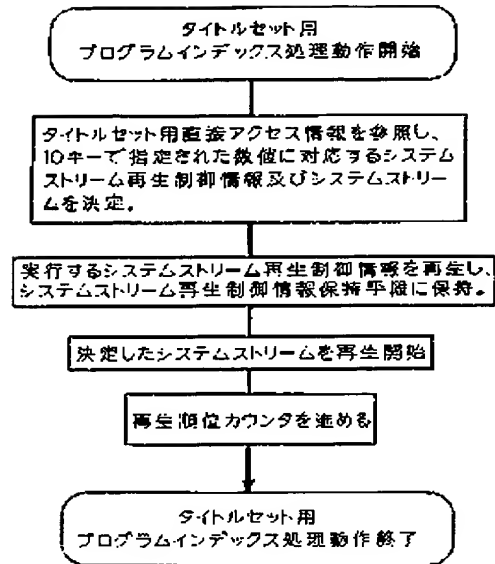 タイトルセット用
プログラムインデックス処理動作開始
タイトルセット用直接アクセス情報を参照し、
10キーで指定された数値に対応するシステム
ストリーム再生制御情報及びシステムストリー
ムを決定。
実行するシステムストリーム再生制御情報を再生し、
システムストリーム再生制御情報保持手段に保持。
決定したシステムストリームを再生開始
再生順位カウンタを進める
タイトルセット用
プログラムインデックス処理動作終了